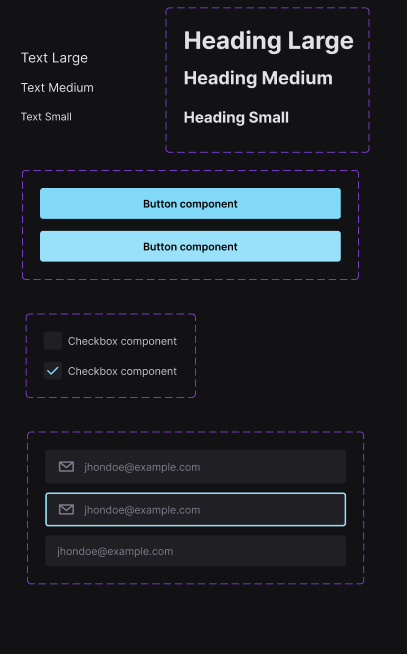 Text Large
Text Medium
Text Small
Heading Large
Heading Medium
Heading Small
Button component
Button component
Checkbox component
Checkbox component
jhondoe@example.com
jhondoe@example.com
jhondoe@example.com